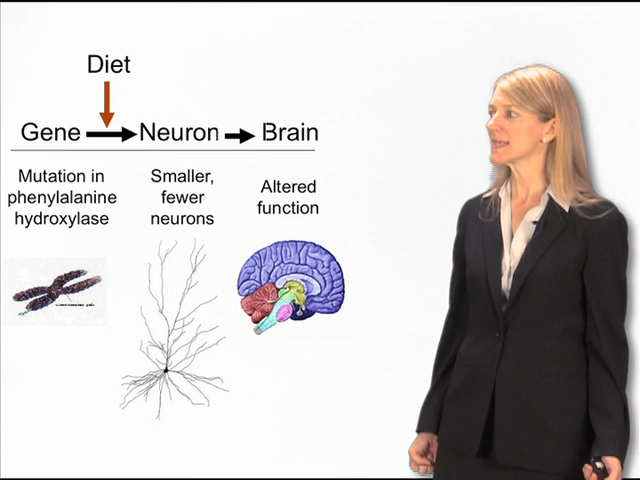 Diet
Gene Neuron Brain
Mutation in
phenylalanine
hydroxylase
Smaller,
fewer
neurons
Altered
function